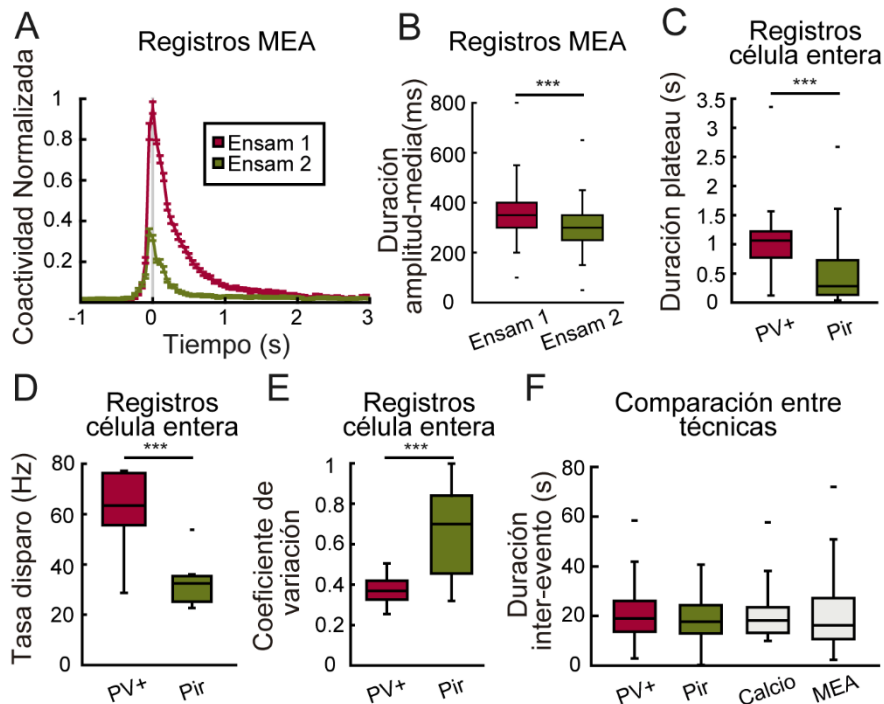 A
Registros MEA
Coactividad Normalizada
1
0.8
0.6
0.4
0.2
-1 0 1 2 3
Tiempo (s)
Ensam 1
Ensam 2
B
Registros MEA
***
Duración
amplitud-media(ms)
800
600
400
200
0
Ensam 1 Ensam 2
C
Registros
célula entera
***
Duración plateau (s)
3.5
3
2.5
2
1.5
1
0.5
0
PV+ Pir
D
Registros
célula entera
***
Tasa disparo (Hz)
80
60
40
20
0
PV+ Pir
E
Registros
célula entera
***
Coeficiente de
variación
1
0.8
0.6
0.4
0.2
0
PV+ Pir
F
Comparación entre
técnicas
Duración
inter-evento (s)
80
60
40
20
0
PV+ Pir Calcio MEA